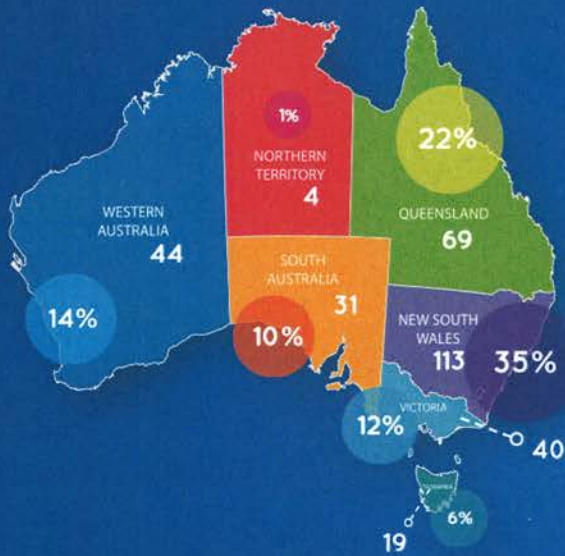 1%
NORTHERN
TERRITORY
4
22%
QUEENSLAND
69
WESTERN
AUSTRALIA
44
14%
SOUTH
AUSTRALIA
31
10%
NEW SOUTH
WALES
113
35%
VICTORIA
12%
40
TASMANIA
6%
19